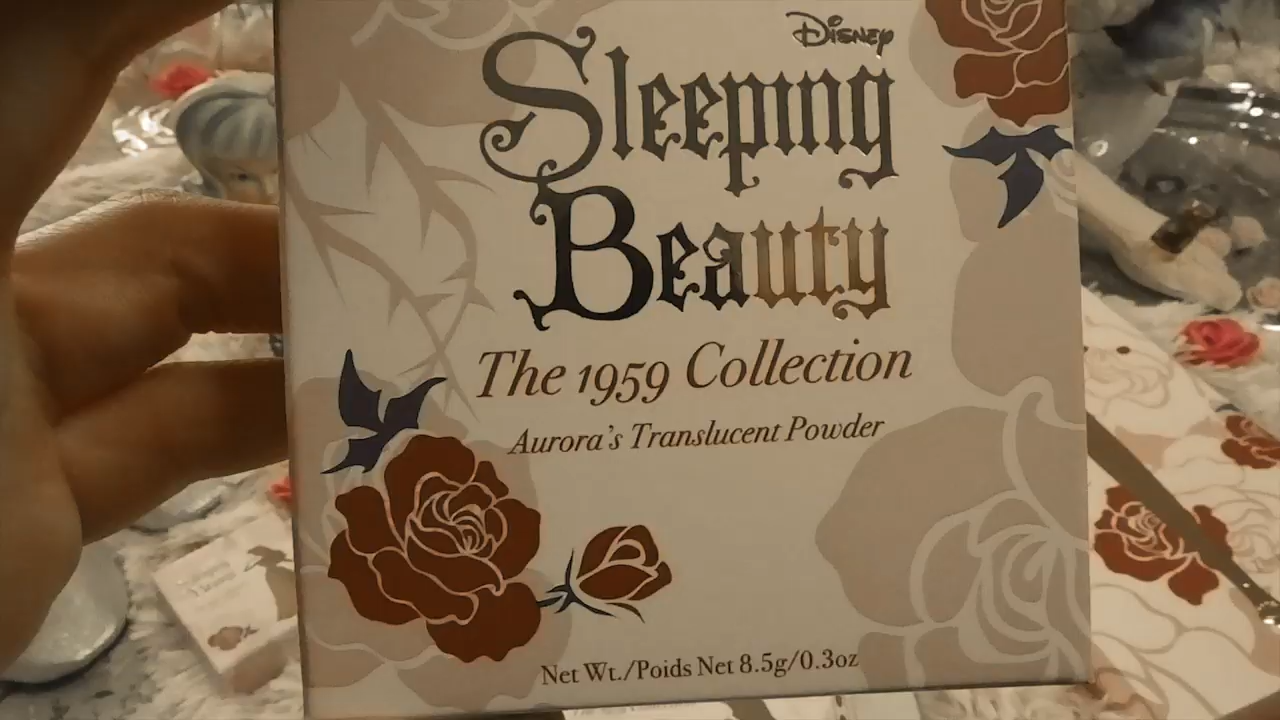 Disney
Sleeping
Beauty
The 1959 Collection
Aurora's Translucent Powder
Net Wt./Poids Net 8.5g/0.3oz